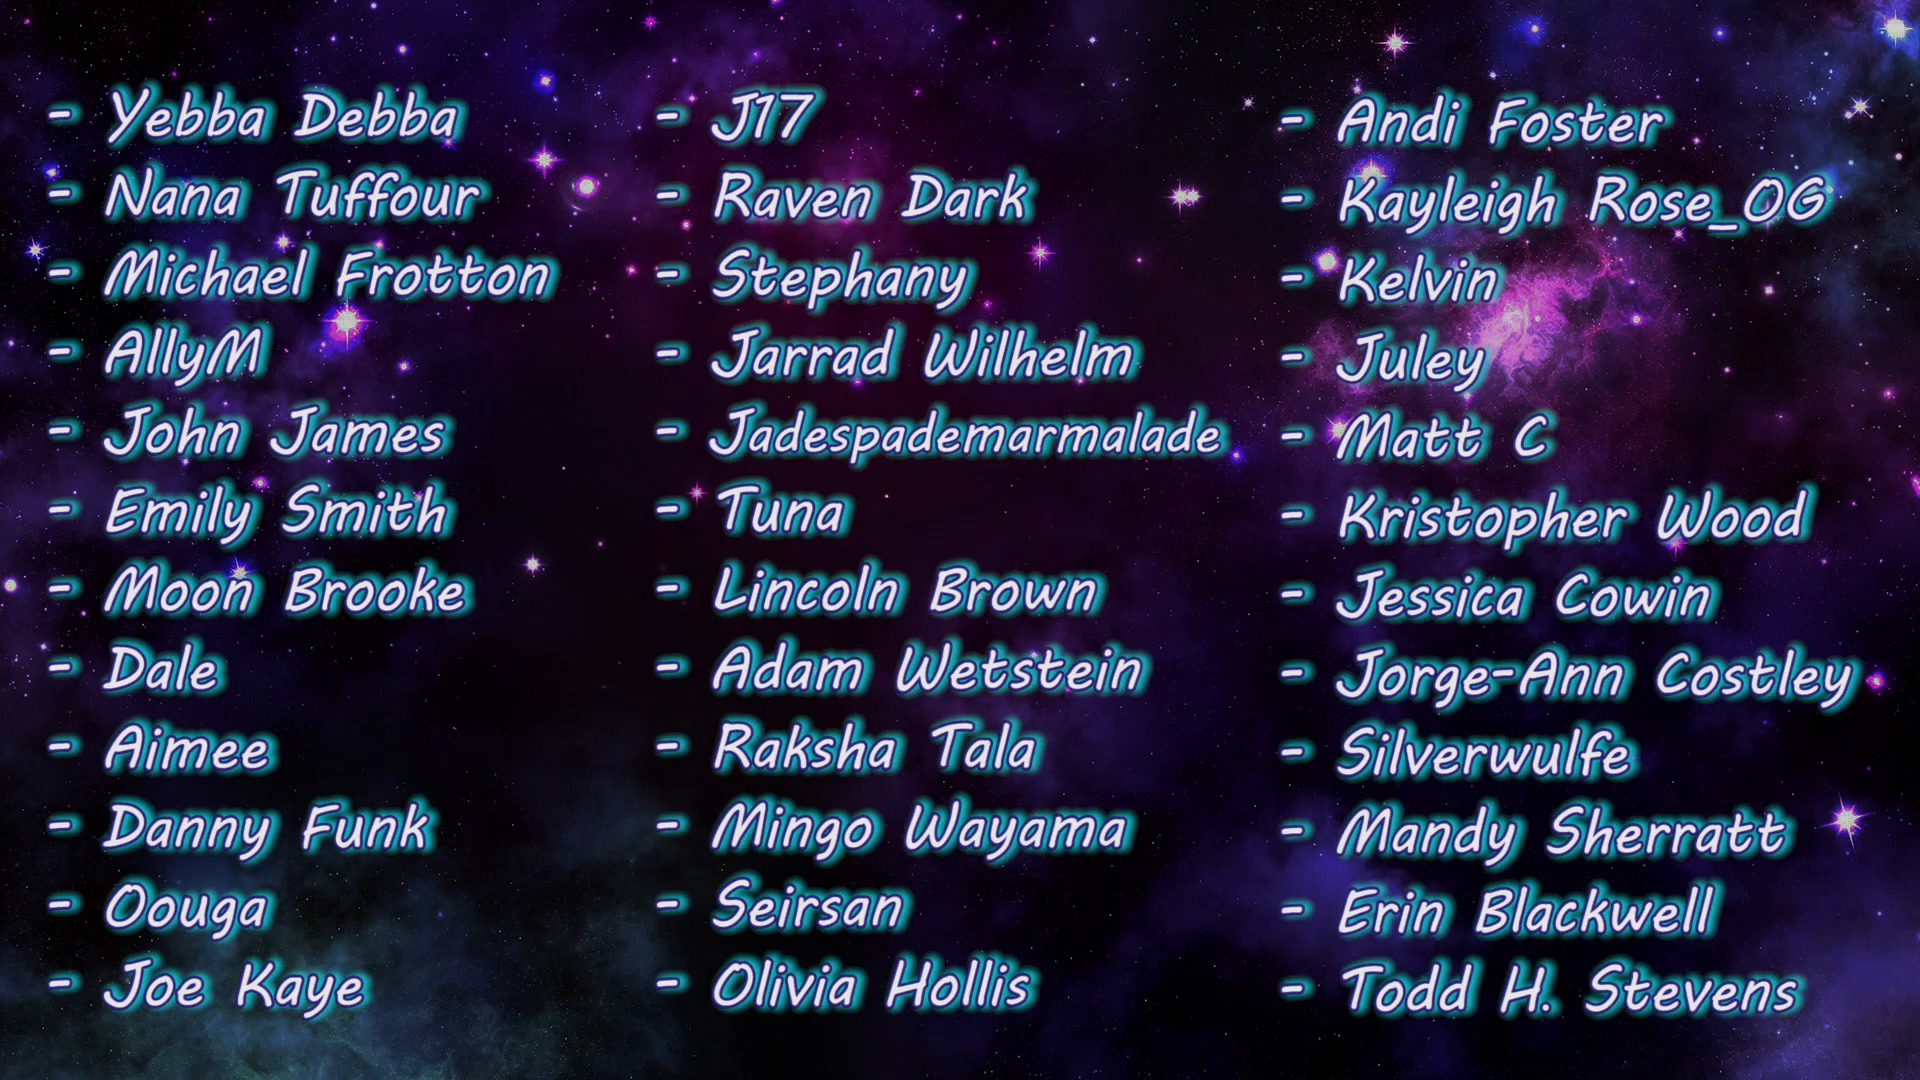 - Yebba Debba
- Nana Tuffour
- Michael Frotton
- AllyM
- John James
- Emily Smith
- Moon Brooke
- Dale
- Aimee
- Danny Funk
- Oouga
- Joe Kaye
- J17
- Raven Dark
- Stephany
- Jarrad Wilhelm
- Jadespademarmalade
- Tuna
- Lincoln Brown
- Adam Wetstein
- Raksha Tala
- Mingo Wayama
- Seirsan
- Olivia Hollis
- Andi Foster
- Kayleigh Rose_OG
- Kelvin
- Juley
- Matt C
- Kristopher Wood
- Jessica Cowin
- Jorge-Ann Costley
- Silverwulfe
- Mandy Sherratt
- Erin Blackwell
- Todd H. Stevens